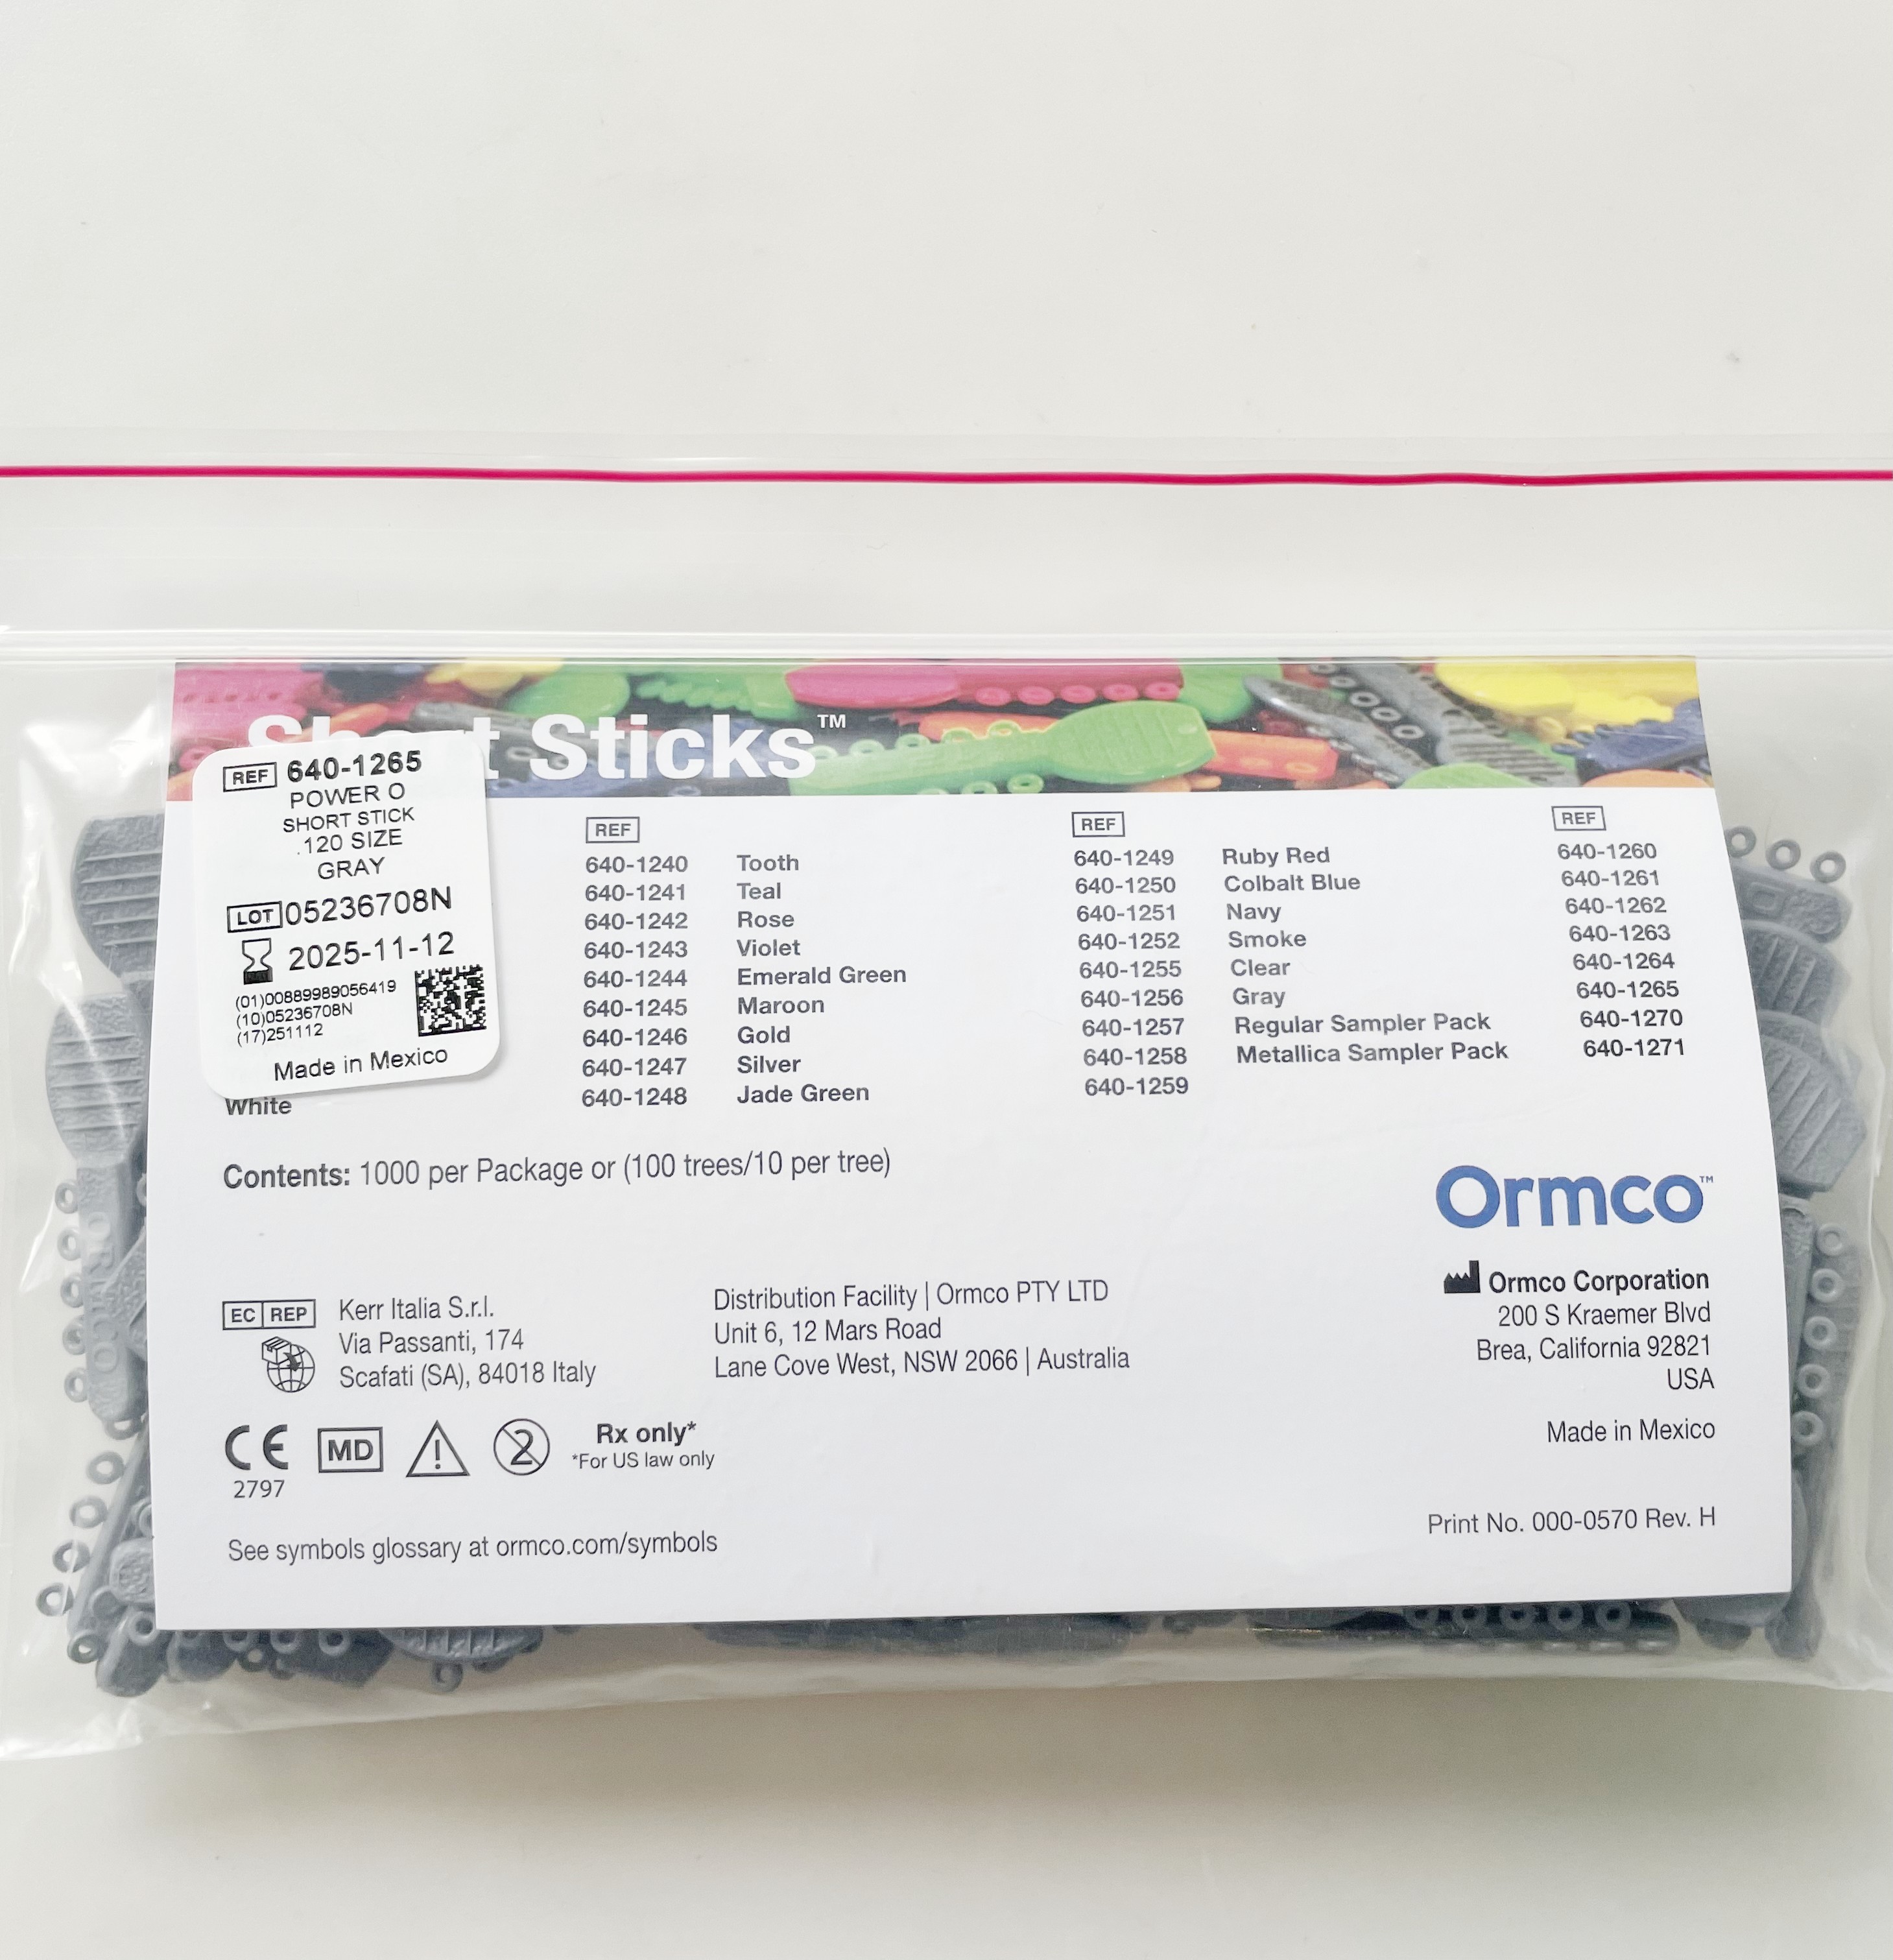 Short Sticks™
REF 640-1265
POWER O
SHORT STICK
.120 SIZE
GRAY
LOT 05236708N
2025-11-12
(01)00889989056419
(10)05236708N
(17)251112
Made in Mexico
REF REF REF
640-1240 Tooth 640-1249 Ruby Red 640-1260
640-1241 Teal 640-1250 Colbalt Blue 640-1261
640-1242 Rose 640-1251 Navy 640-1262
640-1243 Violet 640-1252 Smoke 640-1263
640-1244 Emerald Green 640-1255 Clear 640-1264
640-1245 Maroon 640-1256 Gray 640-1265
640-1246 Gold 640-1257 Regular Sampler Pack 640-1270
640-1247 Silver 640-1258 Metallica Sampler Pack 640-1271
White 640-1248 Jade Green 640-1259
Contents: 1000 per Package or (100 trees/10 per tree)
Ormco™
EC REP Kerr Italia S.r.l.
Via Passanti, 174
Scafati (SA), 84018 Italy
Distribution Facility | Ormco PTY LTD
Unit 6, 12 Mars Road
Lane Cove West, NSW 2066 | Australia
Ormco Corporation
200 S Kraemer Blvd
Brea, California 92821
USA
Made in Mexico
CE MD 2 Rx only*
2797 *For US law only
Print No. 000-0570 Rev. H
See symbols glossary at ormco.com/symbols
ORMCO